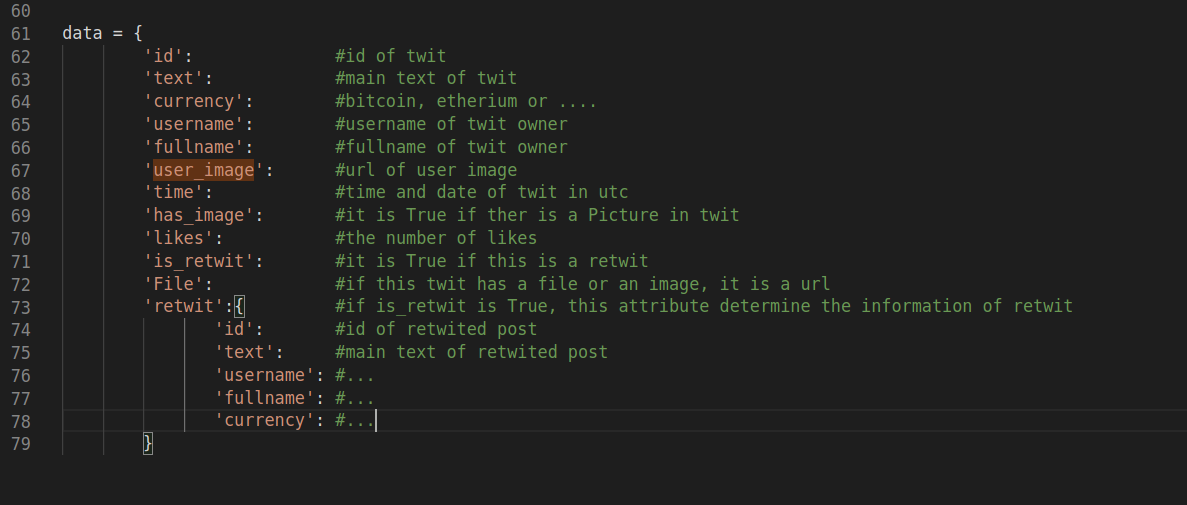 60
61 data = {
62 'id': #id of twit
63 'text': #main text of twit
64 'currency': #bitcoin, etherium or ....
65 'username': #username of twit owner
66 'fullname': #fullname of twit owner
67 'user_image': #url of user image
68 'time': #time and date of twit in utc
69 'has_image': #it is True if ther is a Picture in twit
70 'likes': #the number of likes
71 'is_retwit': #it is True if this is a retwit
72 'File': #if this twit has a file or an image, it is a url
73 'retwit':{ #if is_retwit is True, this attribute determine the information of retwit
74 'id': #id of retwited post
75 'text': #main text of retwited post
76 'username': #...
77 'fullname': #...
78 'currency': #...
79 }